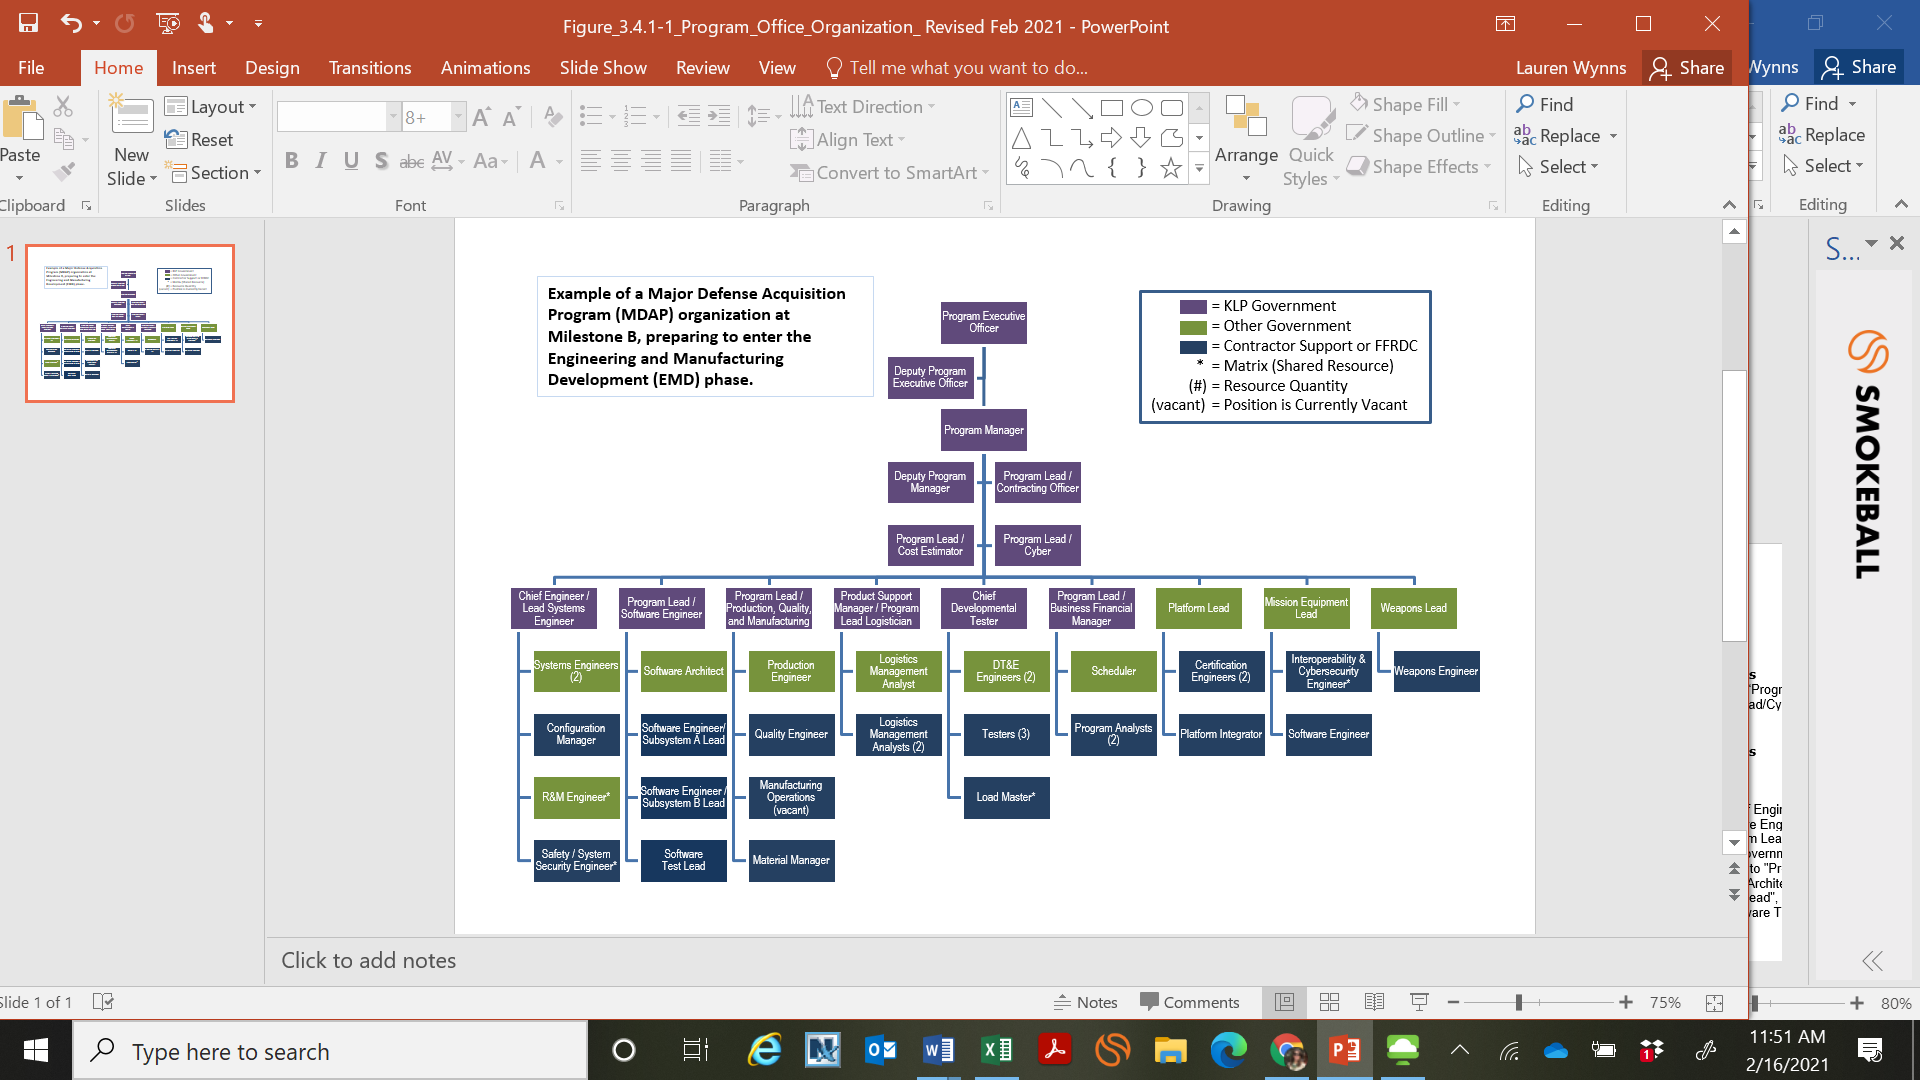 Figure_3.4.1-1_Program_Office_Organization_ Revised Feb 2021 - PowerPoint
File
Home
Insert
Design
Transitions
Animations
Slide Show
Review
View
Tell me what you want to do...
Lauren Wynns
Share
Wynns
Share
Paste
Clipboard
New
Slide
Layout
Reset
Section
Slides
8+
B I U S abc AV Aa A
Font
Text Direction
Align Text
Convert to SmartArt
Paragraph
Arrange
Quick
Styles
Shape Fill
Shape Outline
Shape Effects
Drawing
Find
Replace
Select
Editing
Find
Replace
Select
Editing
1
Example of a Major Defense Acquisition
Program (MDAP) organization at
Milestone B, preparing to enter the
Engineering and Manufacturing
Development (EMD) phase.
= KLP Government
= Other Government
= Contractor Support or FFRDC
* = Matrix (Shared Resource)
(#) = Resource Quantity
(vacant) = Position is Currently Vacant
Program Executive
Officer
Deputy Program
Executive Officer
Program Manager
Deputy Program
Manager
Program Lead /
Contracting Officer
Program Lead /
Cost Estimator
Program Lead /
Cyber
Chief Engineer /
Lead Systems
Engineer
Program Lead /
Software Engineer
Program Lead /
Production, Quality,
and Manufacturing
Product Support
Manager / Program
Lead Logistician
Chief
Developmental
Tester
Program Lead /
Business Financial
Manager
Platform Lead
Mission Equipment
Lead
Weapons Lead
Systems Engineers
(2)
Software Architect
Production
Engineer
Logistics
Management
Analyst
DT&E
Engineers (2)
Scheduler
Certification
Engineers (2)
Interoperability &
Cybersecurity
Engineer*
Weapons Engineer
Configuration
Manager
Software Engineer/
Subsystem A Lead
Quality Engineer
Logistics
Management
Analysts (2)
Testers (3)
Program Analysts
(2)
Platform Integrator
Software Engineer
R&M Engineer*
Software Engineer /
Subsystem B Lead
Manufacturing
Operations
(vacant)
Load Master*
Safety / System
Security Engineer*
Software
Test Lead
Material Manager
S...
SMOKEBALL
Click to add notes
Slide 1 of 1
Notes
Comments
75%
80%
Type here to search
11:51 AM
2/16/2021